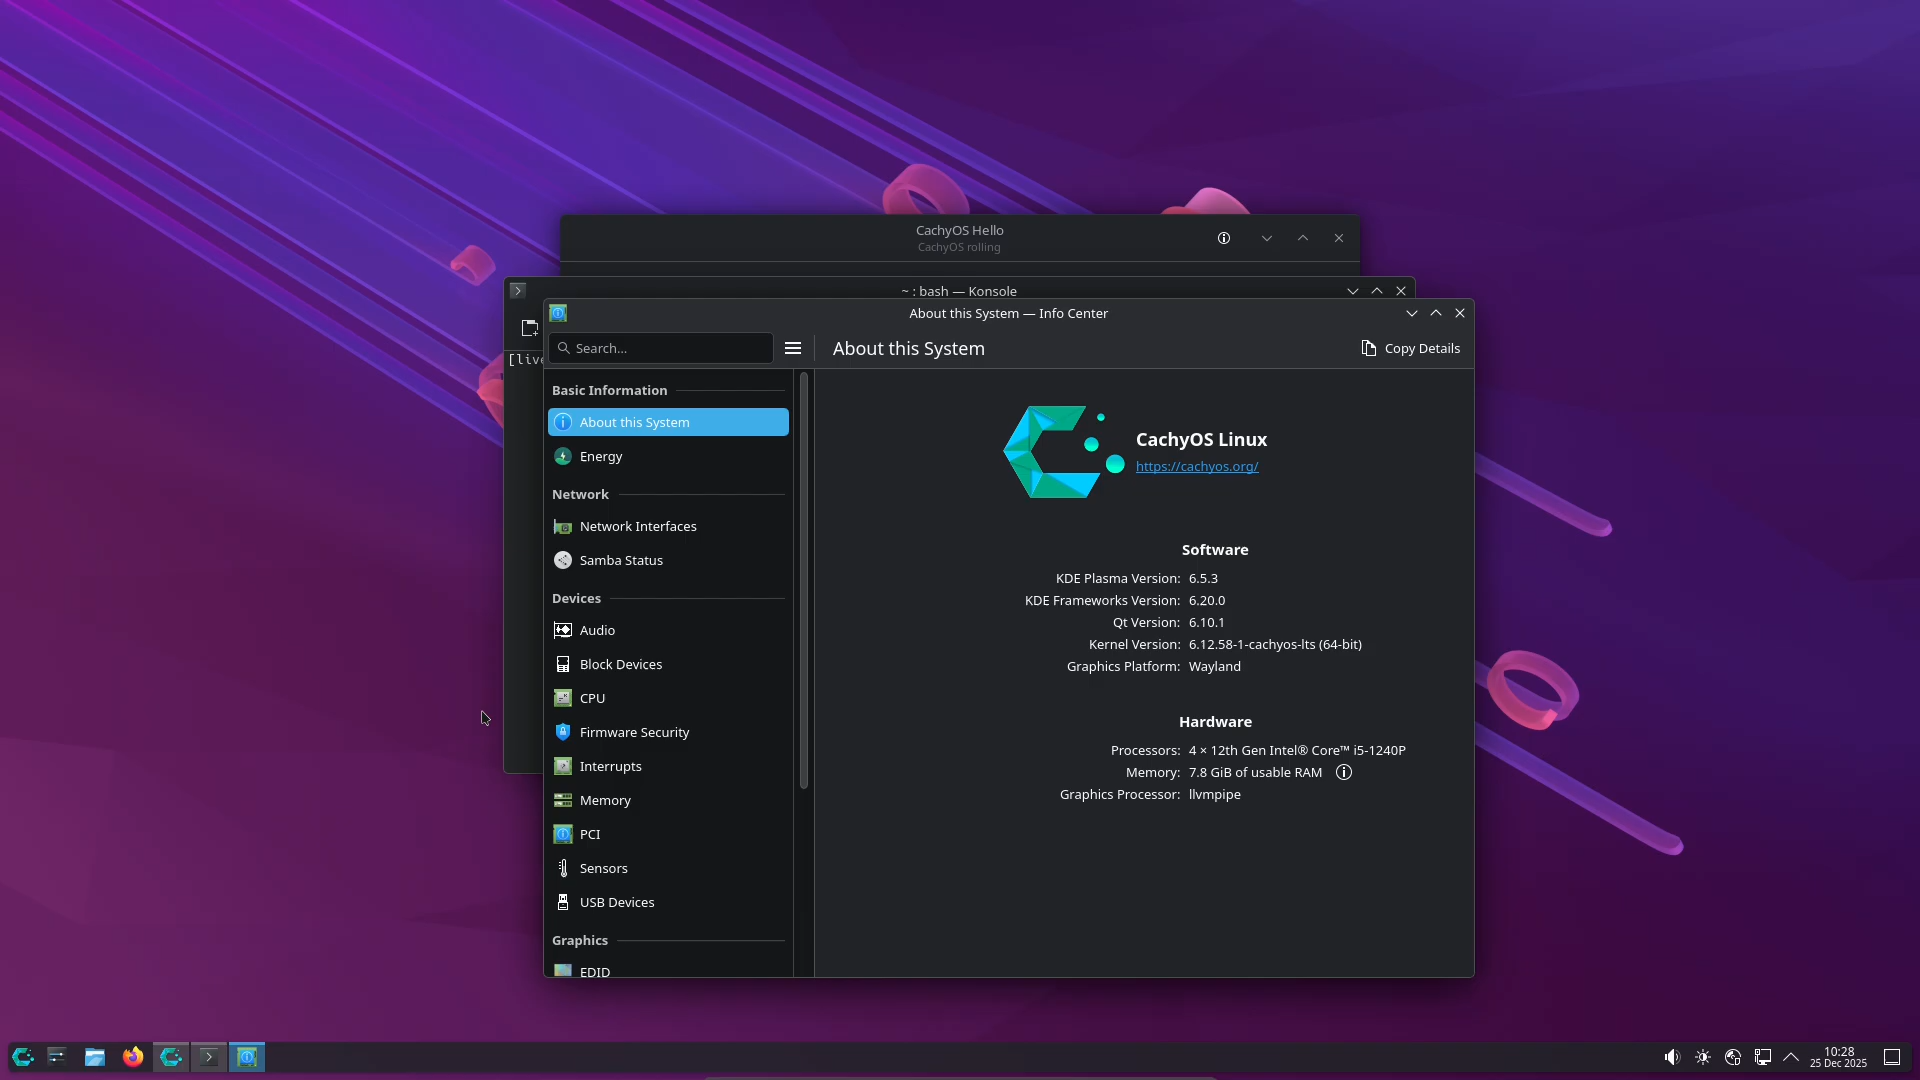 CachyOS Hello
CachyOS rolling
~ : bash — Konsole
[live
About this System — Info Center
Search...
About this System
Copy Details
Basic Information
About this System
Energy
Network
Network Interfaces
Samba Status
Devices
Audio
Block Devices
CPU
Firmware Security
Interrupts
Memory
PCI
Sensors
USB Devices
Graphics
EDID
CachyOS Linux
https://cachyos.org/
Software
KDE Plasma Version: 6.5.3
KDE Frameworks Version: 6.20.0
Qt Version: 6.10.1
Kernel Version: 6.12.58-1-cachyos-lts (64-bit)
Graphics Platform: Wayland
Hardware
Processors: 4 × 12th Gen Intel® Core™ i5-1240P
Memory: 7.8 GiB of usable RAM
Graphics Processor: llvmpipe
10:28
25 Dec 2025